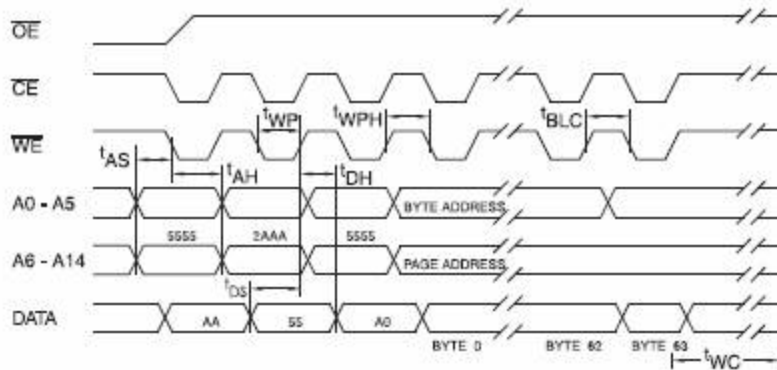 OE
CE
tWP tWPH tBLC
WE
tAS tAH tDH
A0 - A5 BYTE ADDRESS
5555 2AAA 5555
A6 - A14 PAGE ADDRESS
tDS
DATA AA 55 A0
BYTE 0 BYTE 62 BYTE 63
tWC